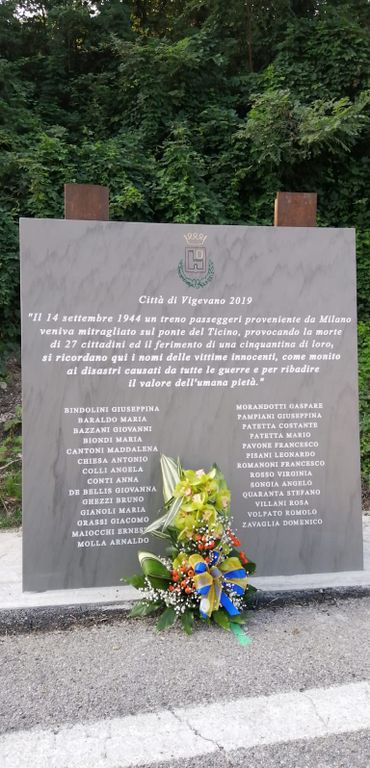 Città di Vigevano 2019
"Il 14 settembre 1944 un treno passeggeri proveniente da Milano
veniva mitragliato sul ponte del Ticino, provocando la morte
di 27 cittadini ed il ferimento di una cinquantina di loro,
si ricordano qui i nomi delle vittime innocenti, come monito
ai disastri causati da tutte le guerre e per ribadire
il valore dell'umana pietà."
BINDOLINI GIUSEPPINA
BARALDO MARIA
BAZZANI GIOVANNI
BIONDI MARIA
CANTONI MADDALENA
CHIESA ANTONIO
COLLI ANGELA
CONTI ANNA
DE BELLIS GIOVANNA
GHEZZI BRUNO
GIANOLI MARIA
GRASSI GIACOMO
MAIOCCHI ERNES
MOLLA ARNALDO
MORANDOTTI GASPARE
PAMPIANI GIUSEPPINA
PATETTA COSTANTE
PATETTA MARIO
PAVONE FRANCESCO
PISANI LEONARDO
ROMANONI FRANCESCO
ROSSO VIRGINIA
SONGIA ANGELO
QUARANTA STEFANO
VILLANI ROSA
VOLPATO ROMOLO
ZAVAGLIA DOMENICO